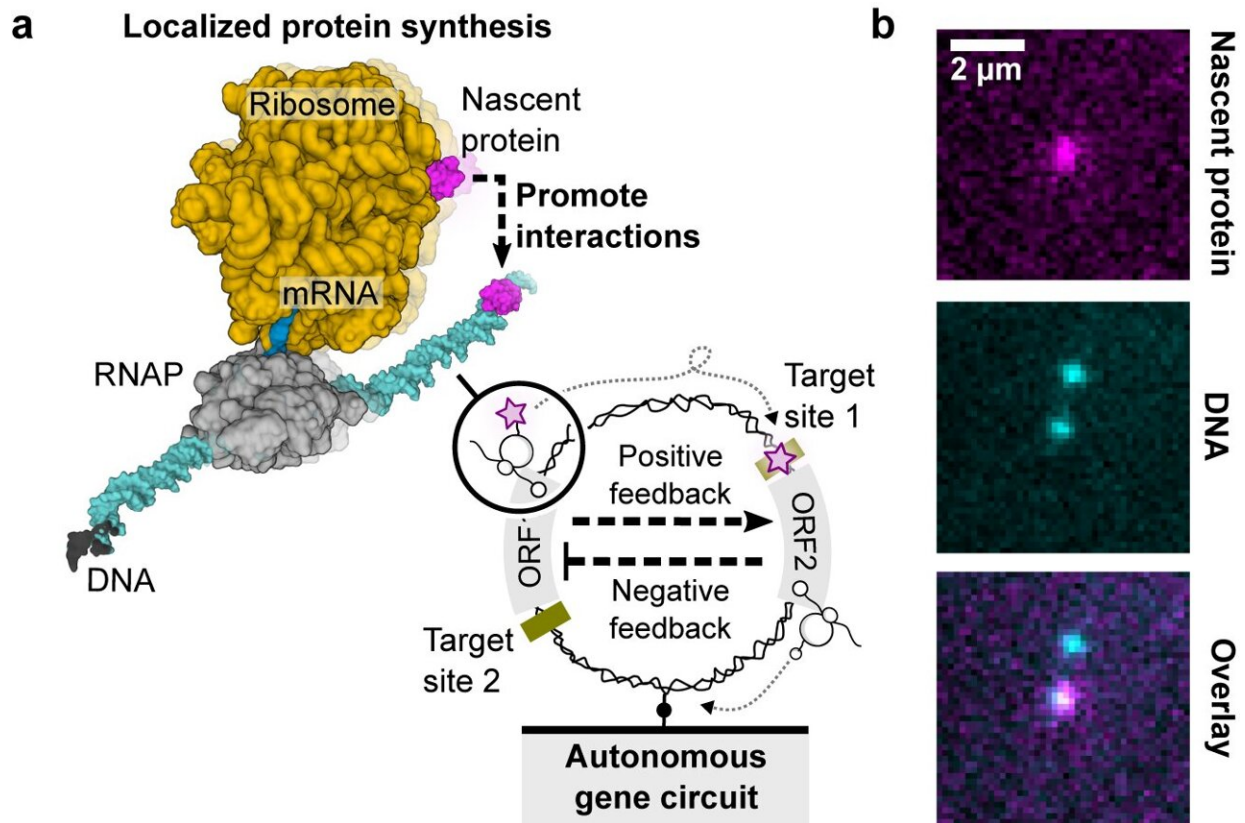 a
Localized protein synthesis
Ribosome
Nascent
protein
Promote
interactions
mRNA
RNAP
DNA
Target
site 1
Positive
feedback
ORF
ORF2
Negative
feedback
Target
site 2
Autonomous
gene circuit
b
2 µm
Nascent protein
DNA
Overlay